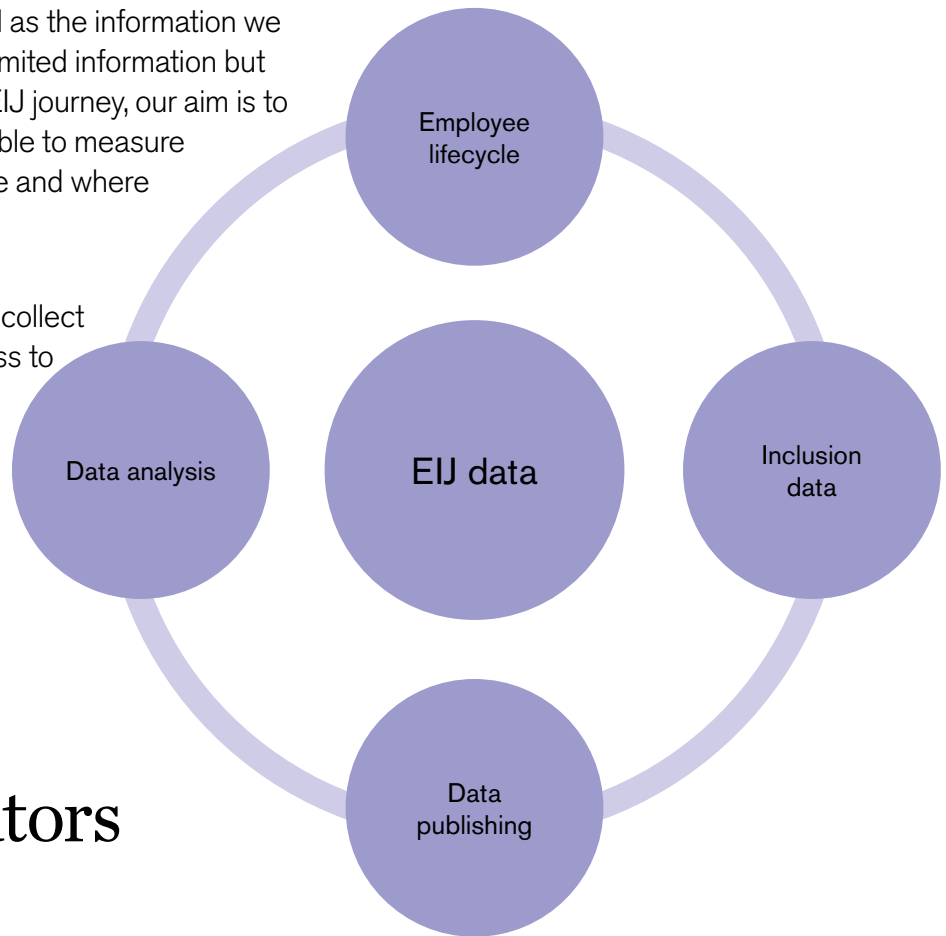 as the information we
mited information but
IJ journey, our aim is to
ble to measure
e and where
collect
ss to
Employee
lifecycle
Data analysis
EIJ data
Inclusion
data
Data
publishing
tors